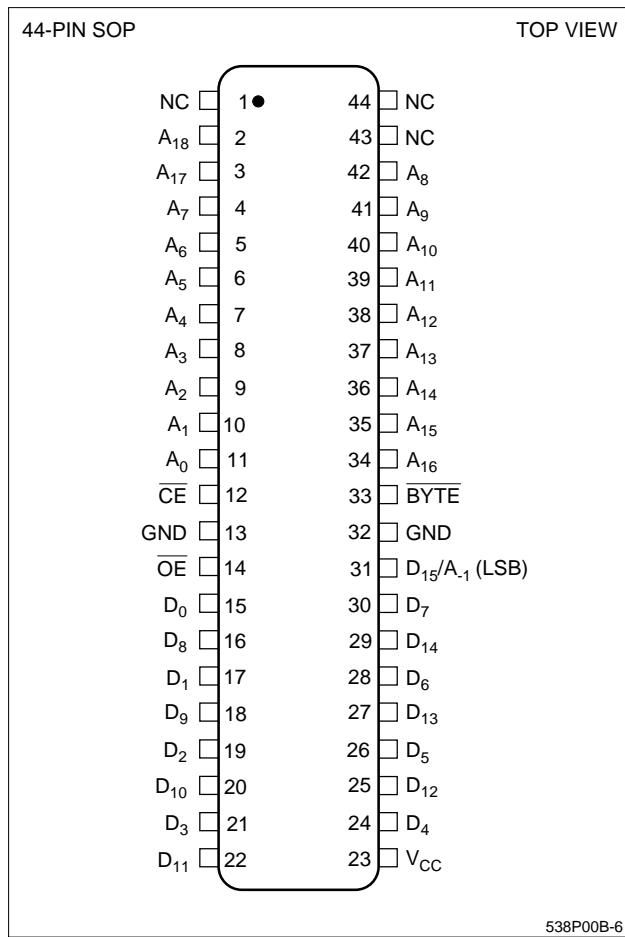 44-PIN SOP TOP VIEW
NC 1 44 NC
A18 2 43 NC
A17 3 42 A8
A7 4 41 A9
A6 5 40 A10
A5 6 39 A11
A4 7 38 A12
A3 8 37 A13
A2 9 36 A14
A1 10 35 A15
A0 11 34 A16
C̅E̅ 12 33 B̅Y̅T̅E̅
GND 13 32 GND
O̅E̅ 14 31 D15/A-1 (LSB)
D0 15 30 D7
D8 16 29 D14
D1 17 28 D6
D9 18 27 D13
D2 19 26 D5
D10 20 25 D12
D3 21 24 D4
D11 22 23 VCC
538P00B-6